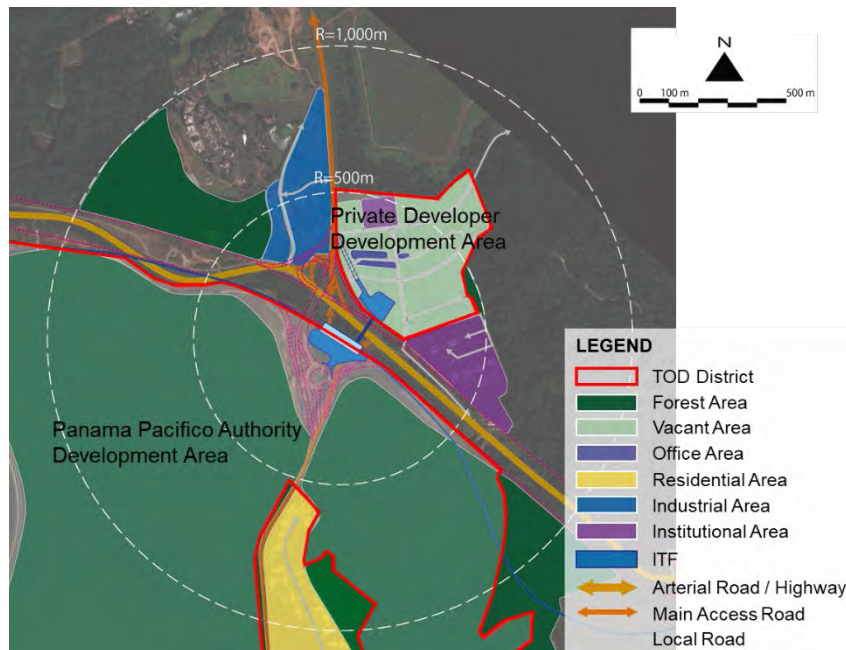 R=1,000m
N
0 100 m 500 m
R=500m
Private Developer
Development Area
Panama Pacifico Authority
Development Area
LEGEND
TOD District
Forest Area
Vacant Area
Office Area
Residential Area
Industrial Area
Institutional Area
ITF
Arterial Road / Highway
Main Access Road
Local Road